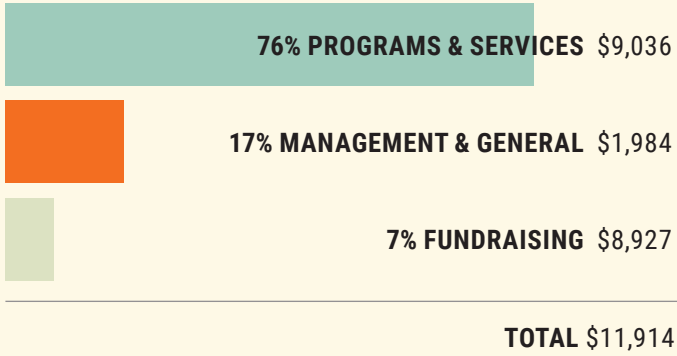 76% PROGRAMS & SERVICES $9,036
17% MANAGEMENT & GENERAL $1,984
7% FUNDRAISING $8,927
TOTAL $11,914